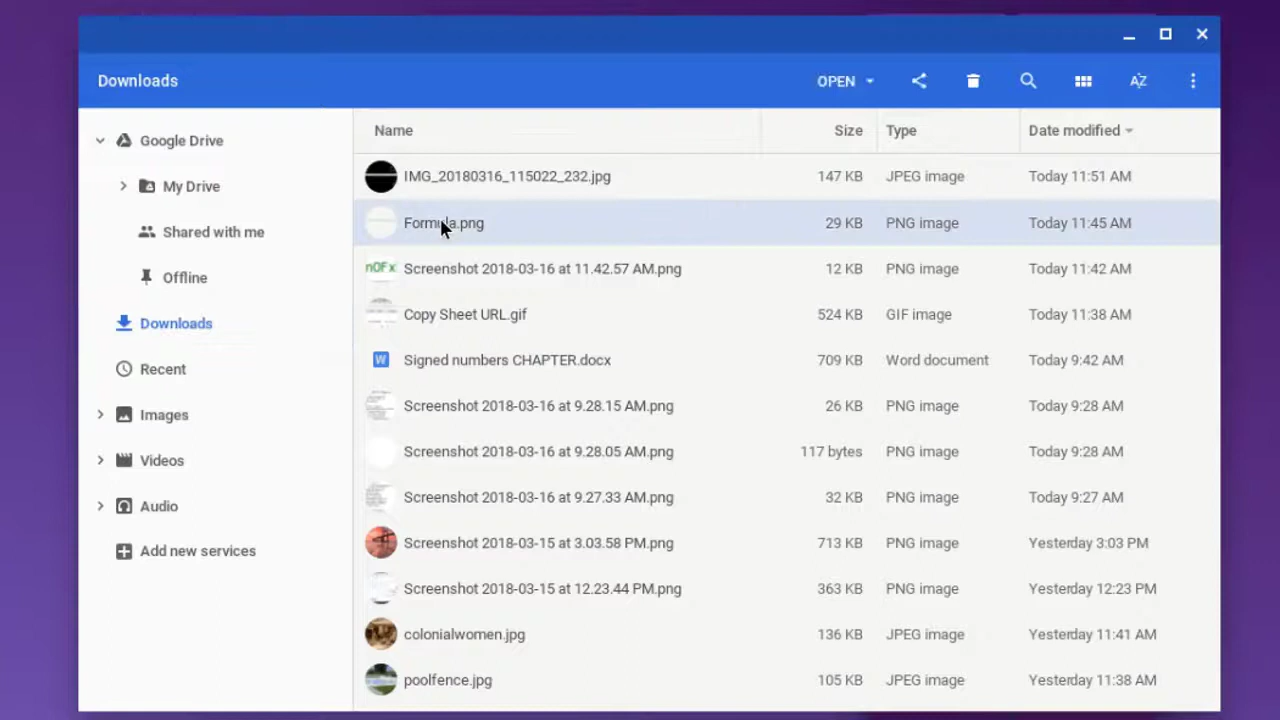 Downloads
OPEN
AZ
Google Drive
My Drive
Shared with me
Offline
Downloads
Recent
Images
Videos
Audio
Add new services
Name Size Type Date modified
IMG_20180316_115022_232.jpg 147 KB JPEG image Today 11:51 AM
Formula.png 29 KB PNG image Today 11:45 AM
nOFx Screenshot 2018-03-16 at 11.42.57 AM.png 12 KB PNG image Today 11:42 AM
Copy Sheet URL.gif 524 KB GIF image Today 11:38 AM
W Signed numbers CHAPTER.docx 709 KB Word document Today 9:42 AM
Screenshot 2018-03-16 at 9.28.15 AM.png 26 KB PNG image Today 9:28 AM
Screenshot 2018-03-16 at 9.28.05 AM.png 117 bytes PNG image Today 9:28 AM
Screenshot 2018-03-16 at 9.27.33 AM.png 32 KB PNG image Today 9:27 AM
Screenshot 2018-03-15 at 3.03.58 PM.png 713 KB PNG image Yesterday 3:03 PM
Screenshot 2018-03-15 at 12.23.44 PM.png 363 KB PNG image Yesterday 12:23 PM
colonialwomen.jpg 136 KB JPEG image Yesterday 11:41 AM
poolfence.jpg 105 KB JPEG image Yesterday 11:38 AM